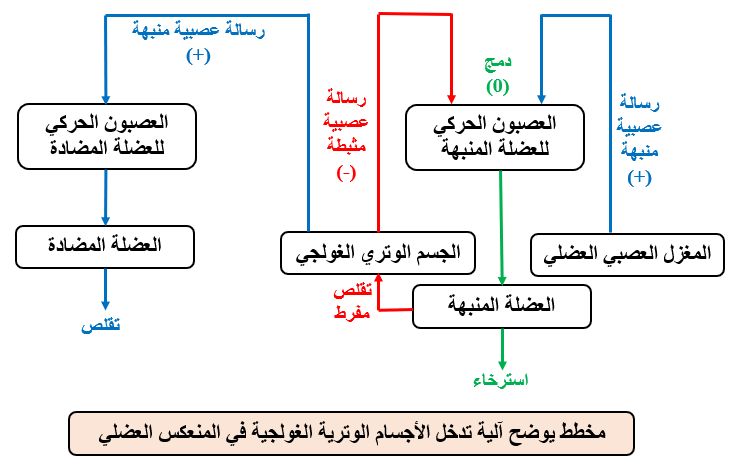 رسالة عصبية منبهة
(+)
دمج
(0)
رسالة
عصبية
منبهة
(+)
رسالة
عصبية
مثبطة
(-)
العصبون الحركي
للعضلة المنبهة
العصبون الحركي
للعضلة المضادة
المغزل العصبي العضلي
الجسم الوتري الغولجي
العضلة المضادة
تقلص
مفرط
العضلة المنبهة
تقلص
استرخاء
مخطط يوضح آلية تدخل الأجسام الوترية الغولجية في المنعكس العضلي